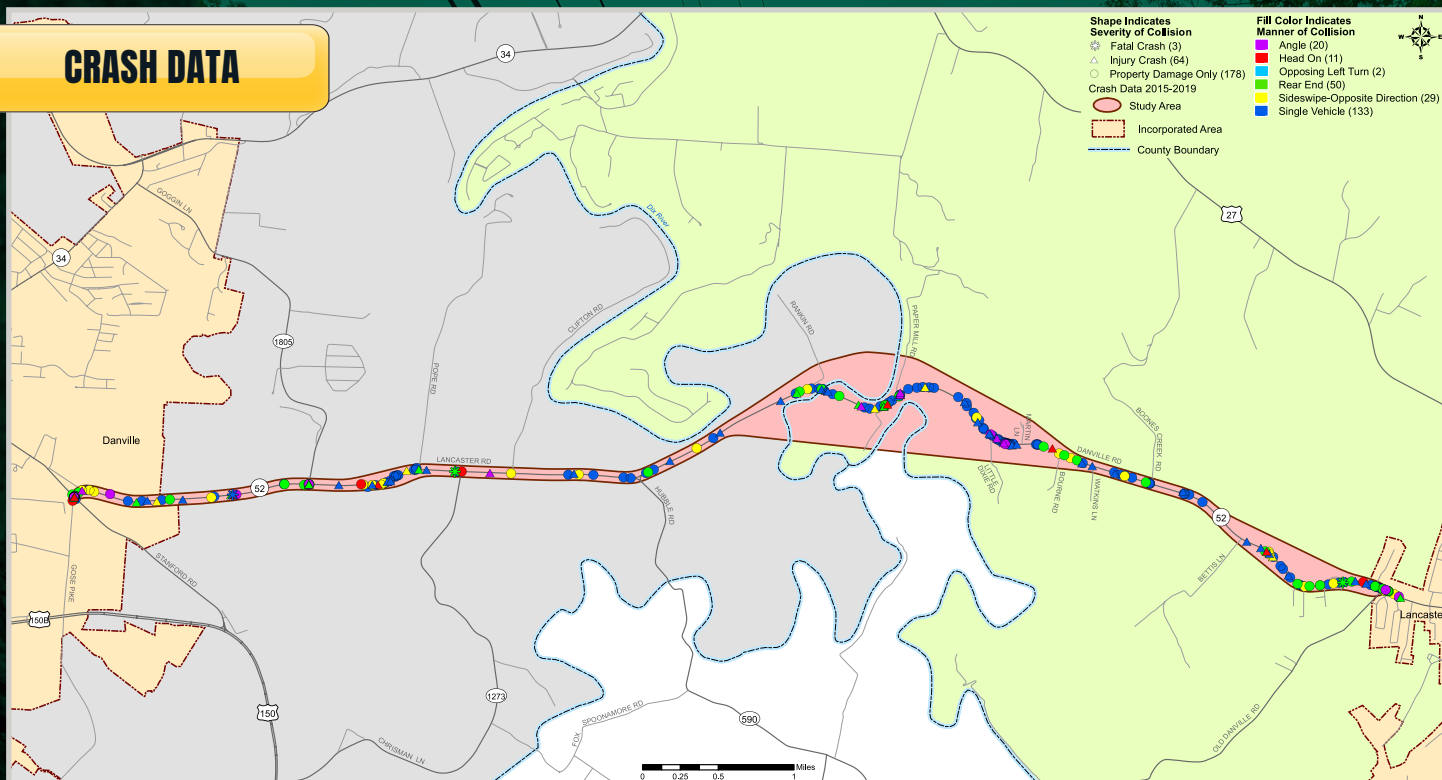 CRASH DATA
Shape Indicates
Severity of Collision
Fatal Crash (3)
Injury Crash (64)
Property Damage Only (178)
Crash Data 2015-2019
Study Area
Incorporated Area
County Boundary
Fill Color Indicates
Manner of Collision
Angle (20)
Head On (11)
Opposing Left Turn (2)
Rear End (50)
Sideswipe-Opposite Direction (29)
Single Vehicle (133)
N
W E
S
34
GOGGIN LN
34
Dix River
27
1805
CLIFTON RD
RANKIN RD
PAPER MILL RD
POPE RD
Danville
LANCASTER RD
52
MARTIN LN
DANVILLE RD
BOONES CREEK RD
LITTLE DIXIE RD
BOURNE RD
WATKINS LN
HUBBLE RD
52
STANFORD RD
GOSE PIKE
BETTIS LN
150B
Lancaste
1273
150
SPOONAMORE RD
FOX
590
OLD DANVILLE RD
CHRISMAN LN
Miles
0 0.25 0.5 1